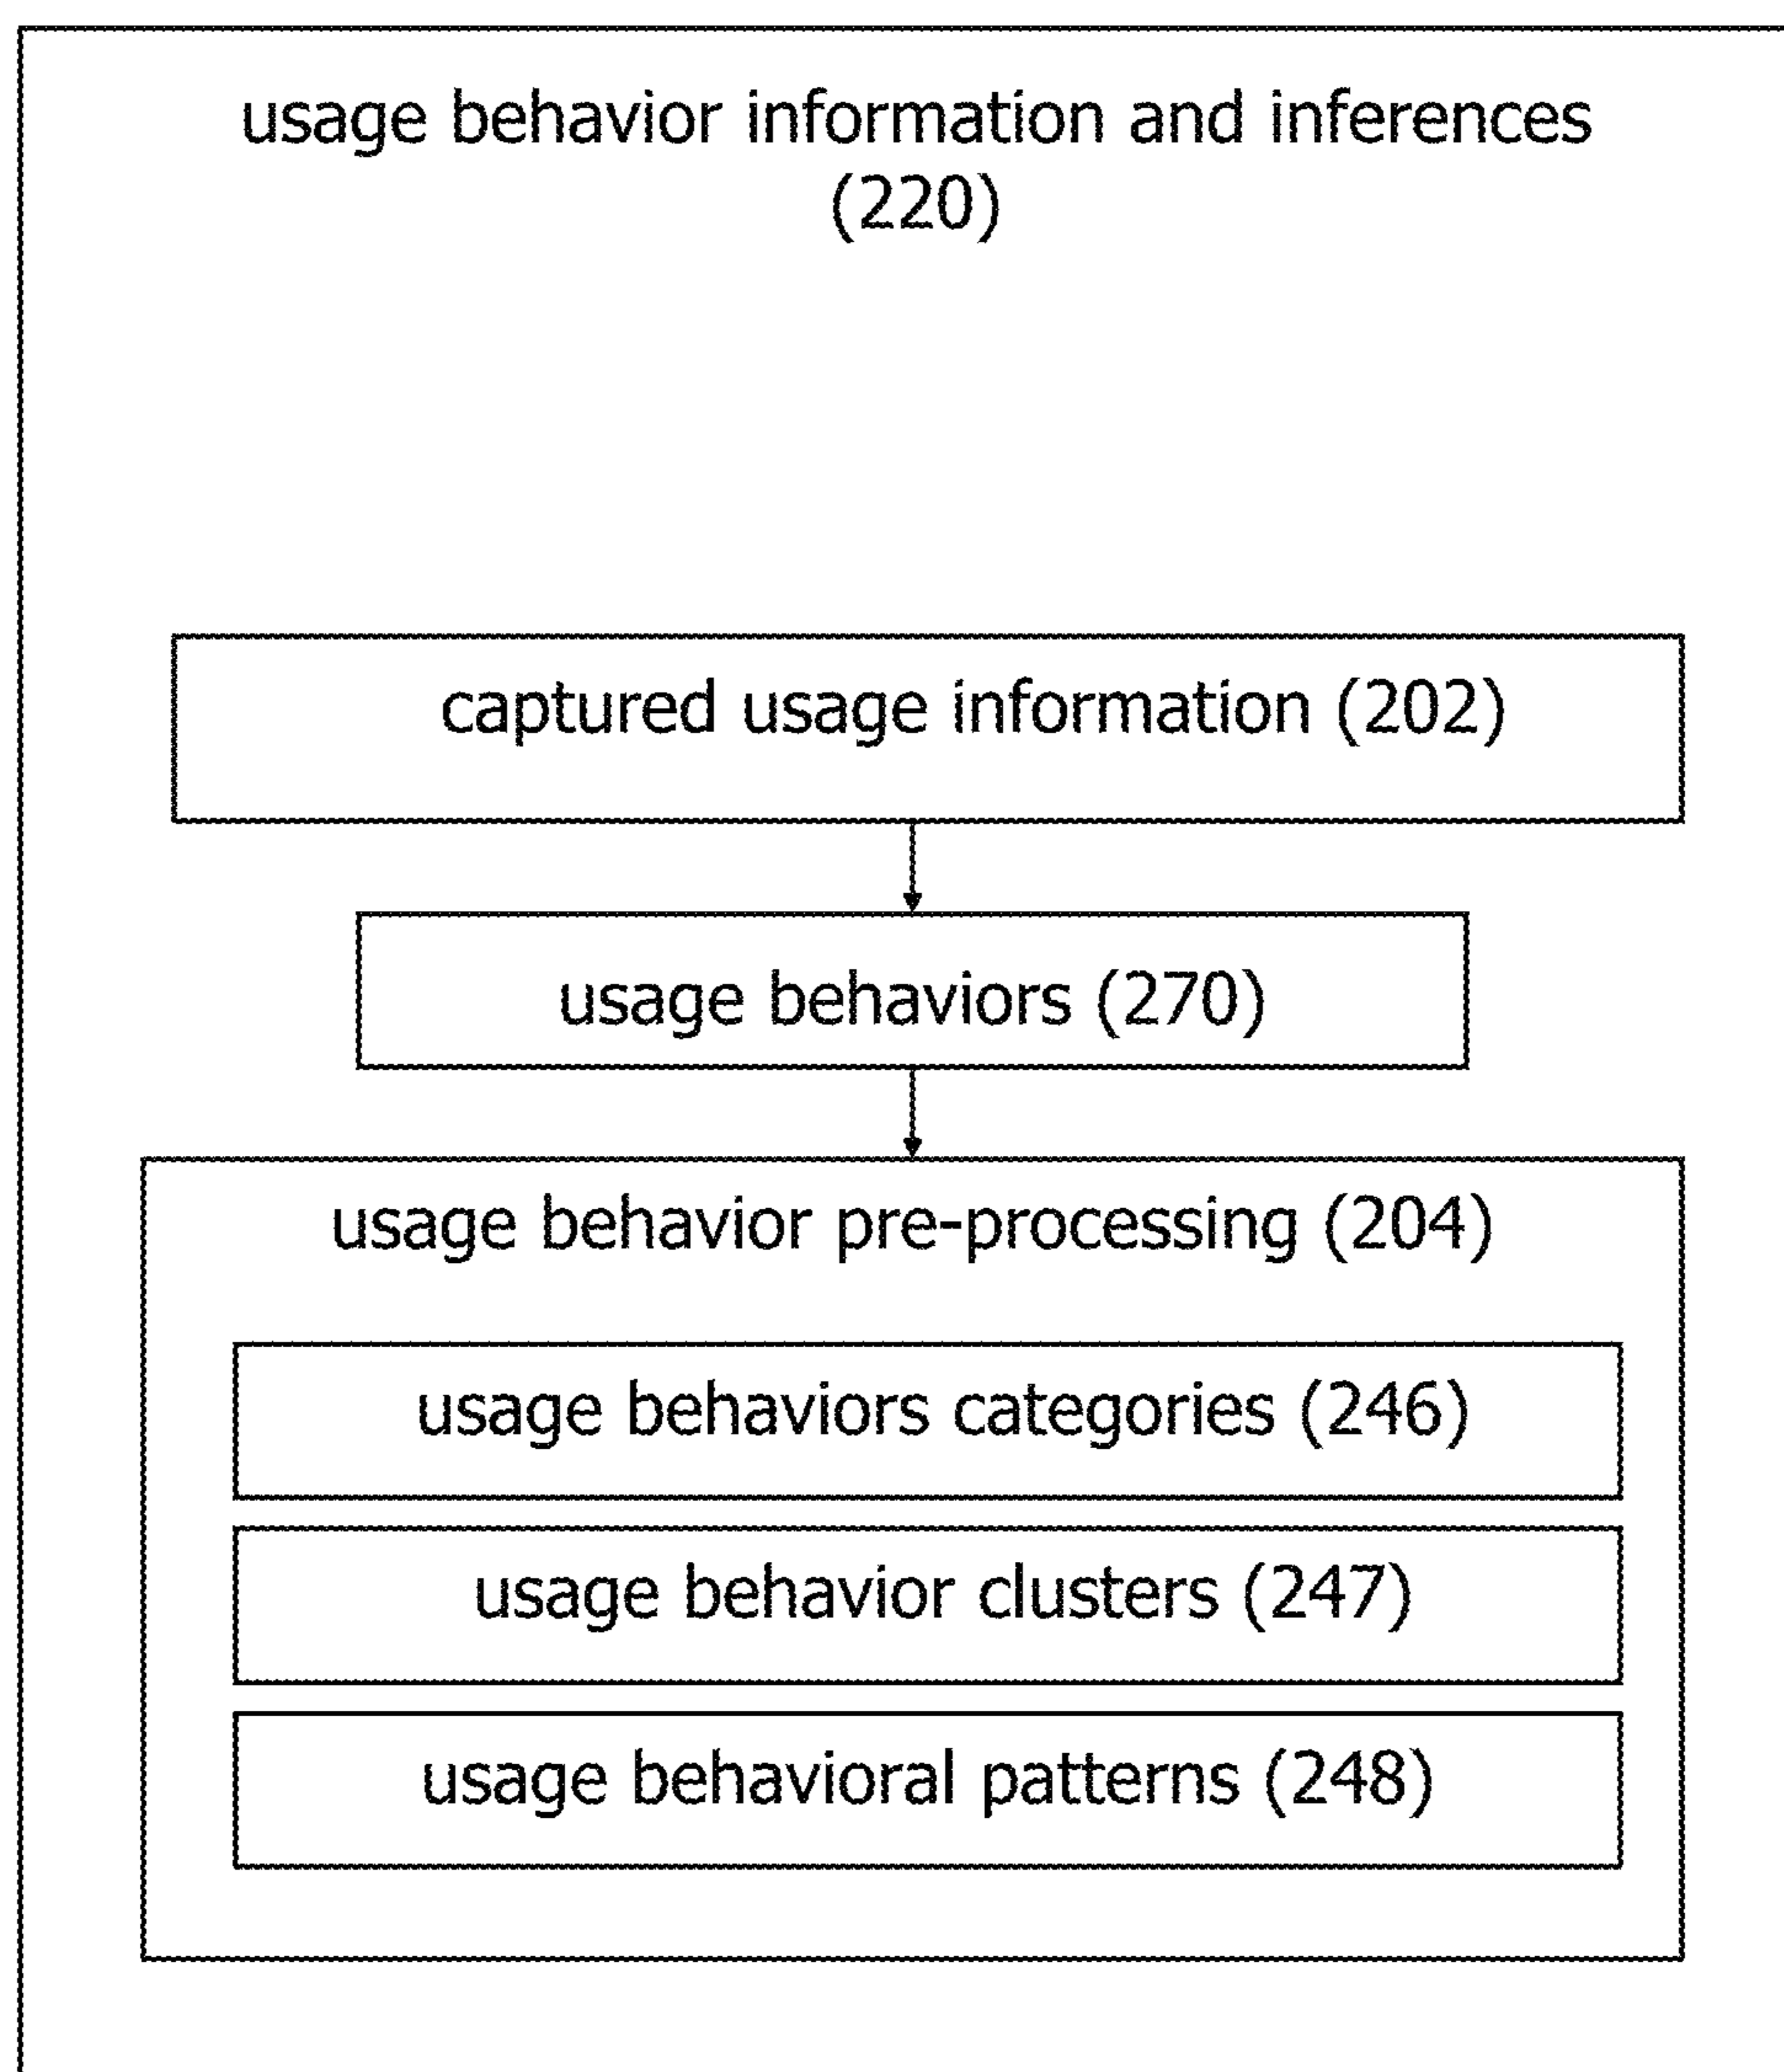 usage behavior information and inferences
(220)
captured usage information (202)
usage behaviors (270)
usage behavior pre-processing (204)
usage behaviors categories (246)
usage behavior clusters (247)
usage behavioral patterns (248)